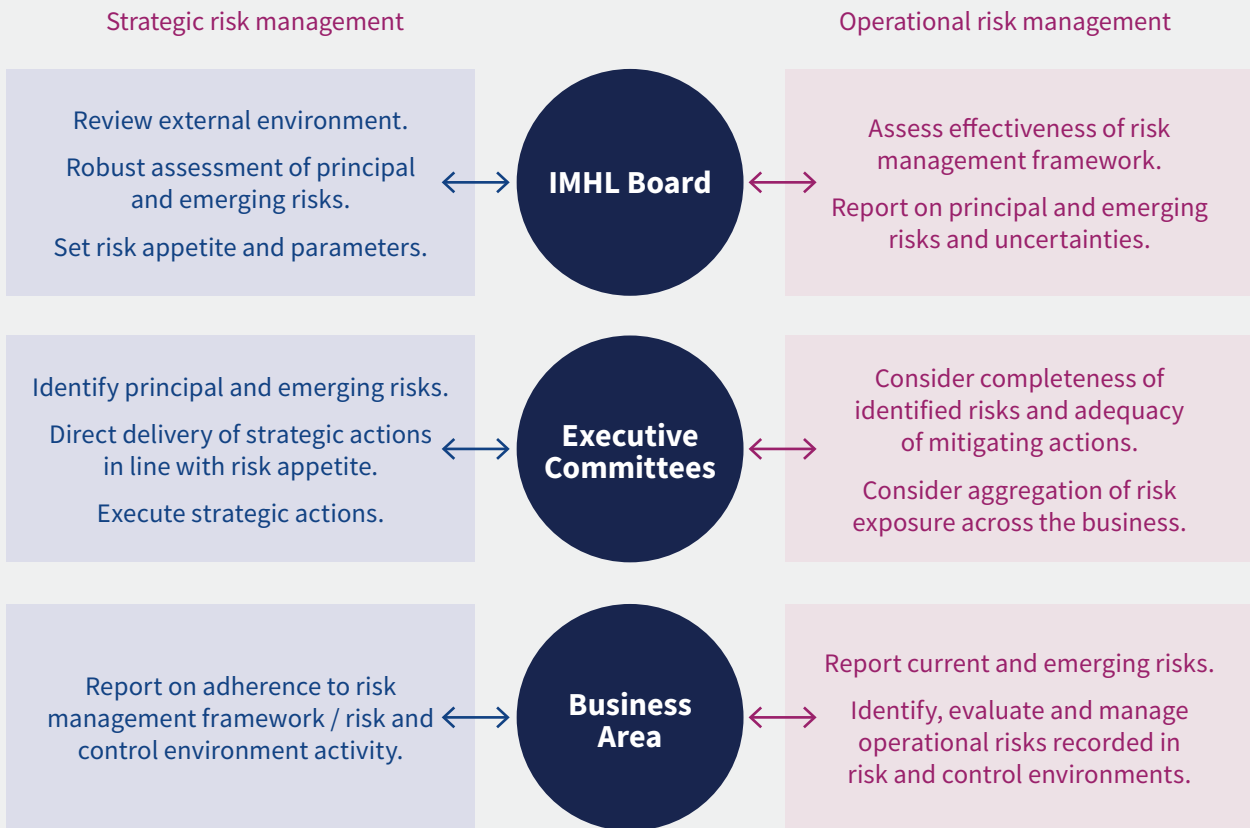 Strategic risk management
Operational risk management
Review external environment.
Robust assessment of principal
and emerging risks.
Set risk appetite and parameters.
IMHL Board
Assess effectiveness of risk
management framework.
Report on principal and emerging
risks and uncertainties.
Identify principal and emerging risks.
Direct delivery of strategic actions
in line with risk appetite.
Execute strategic actions.
Executive
Committees
Consider completeness of
identified risks and adequacy
of mitigating actions.
Consider aggregation of risk
exposure across the business.
Report on adherence to risk
management framework / risk and
control environment activity.
Business
Area
Report current and emerging risks.
Identify, evaluate and manage
operational risks recorded in
risk and control environments.